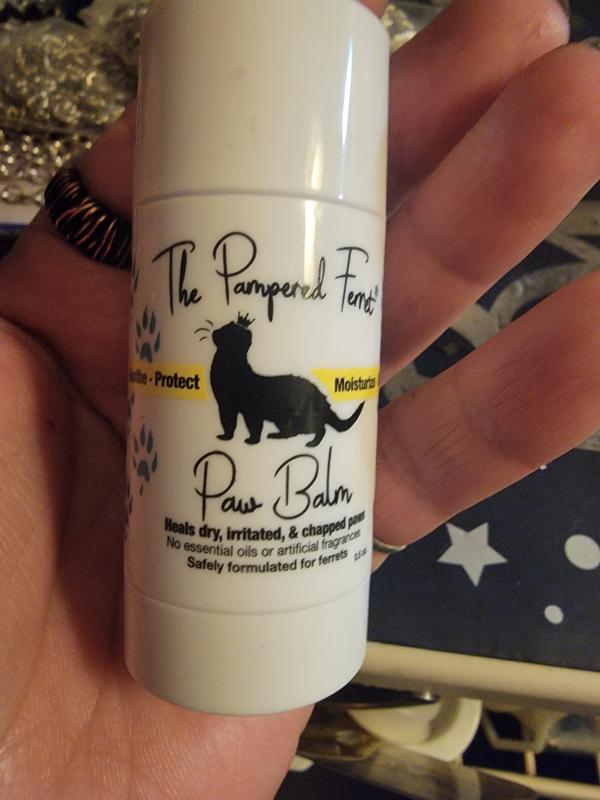 The Pampered Ferret®
Protect
Moisturize
Paw Balm
Heals dry, irritated, & chapped paws
No essential oils or artificial fragrances
Safely formulated for ferrets